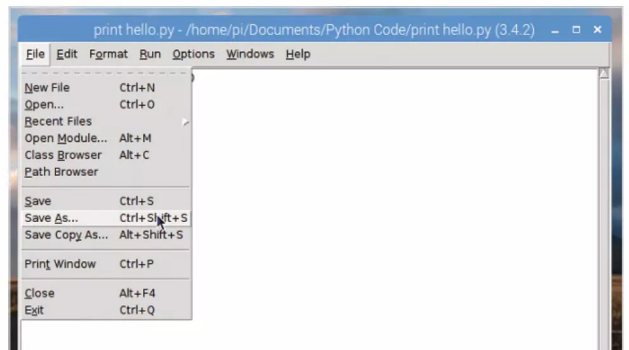 print hello.py - /home/pi/Documents/Python Code/print hello.py (3.4.2)
File Edit Format Run Options Windows Help
)
New File Ctrl+N
Open... Ctrl+O
Recent Files
Open Module... Alt+M
Class Browser Alt+C
Path Browser
Save Ctrl+S
Save As... Ctrl+Shift+S
Save Copy As... Alt+Shift+S
Print Window Ctrl+P
Close Alt+F4
Exit Ctrl+Q